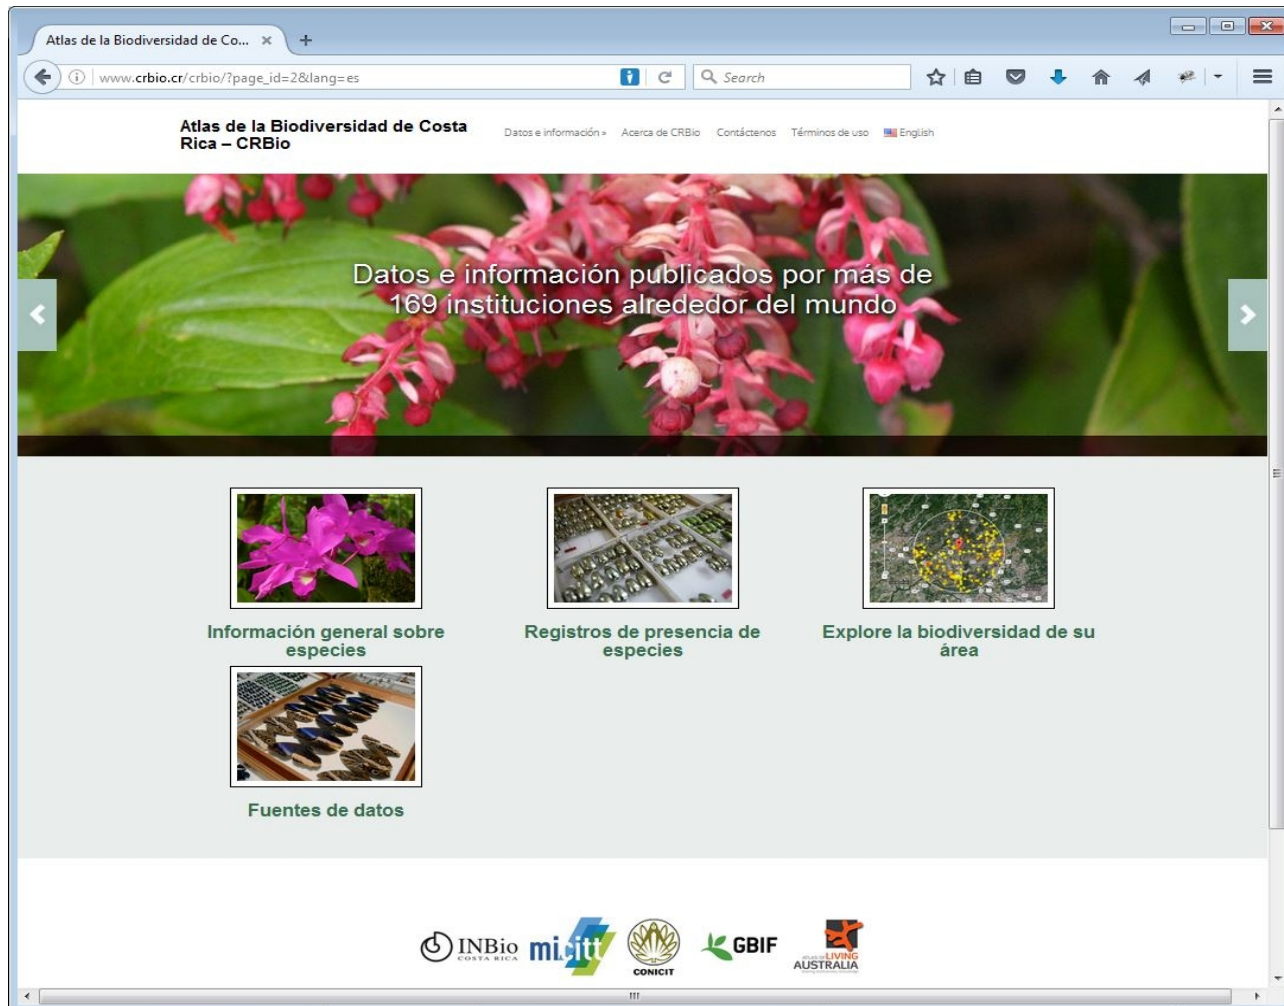 Atlas de la Biodiversidad de Co...
www.crbio.cr/crbio/?page_id=2&lang=es
Search
Atlas de la Biodiversidad de Costa
Rica – CRBio
Datos e información »
Acerca de CRBio
Contáctenos
Términos de uso
English
Datos e información publicados por más de
169 instituciones alrededor del mundo
Información general sobre
especies
Registros de presencia de
especies
Explore la biodiversidad de su
área
Fuentes de datos
INBio
COSTA RICA
micitt
CONICIT
GBIF
ATLAS OF LIVING
AUSTRALIA